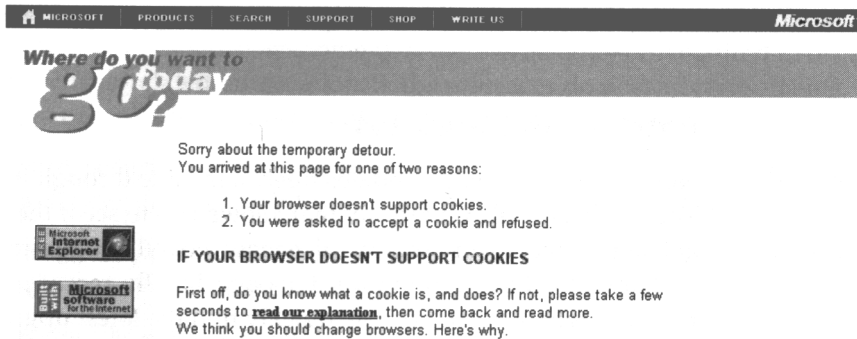 MICROSOFT PRODUCTS SEARCH SUPPORT SHOP WRITE US Microsoft
Where do you want to
go today
?
Sorry about the temporary detour.
You arrived at this page for one of two reasons:
1. Your browser doesn't support cookies.
2. You were asked to accept a cookie and refused.
FREE Microsoft Internet Explorer
IF YOUR BROWSER DOESN'T SUPPORT COOKIES
Built with Microsoft software for the Internet
First off, do you know what a cookie is, and does? If not, please take a few
seconds to read our explanation, then come back and read more.
We think you should change browsers. Here's why.